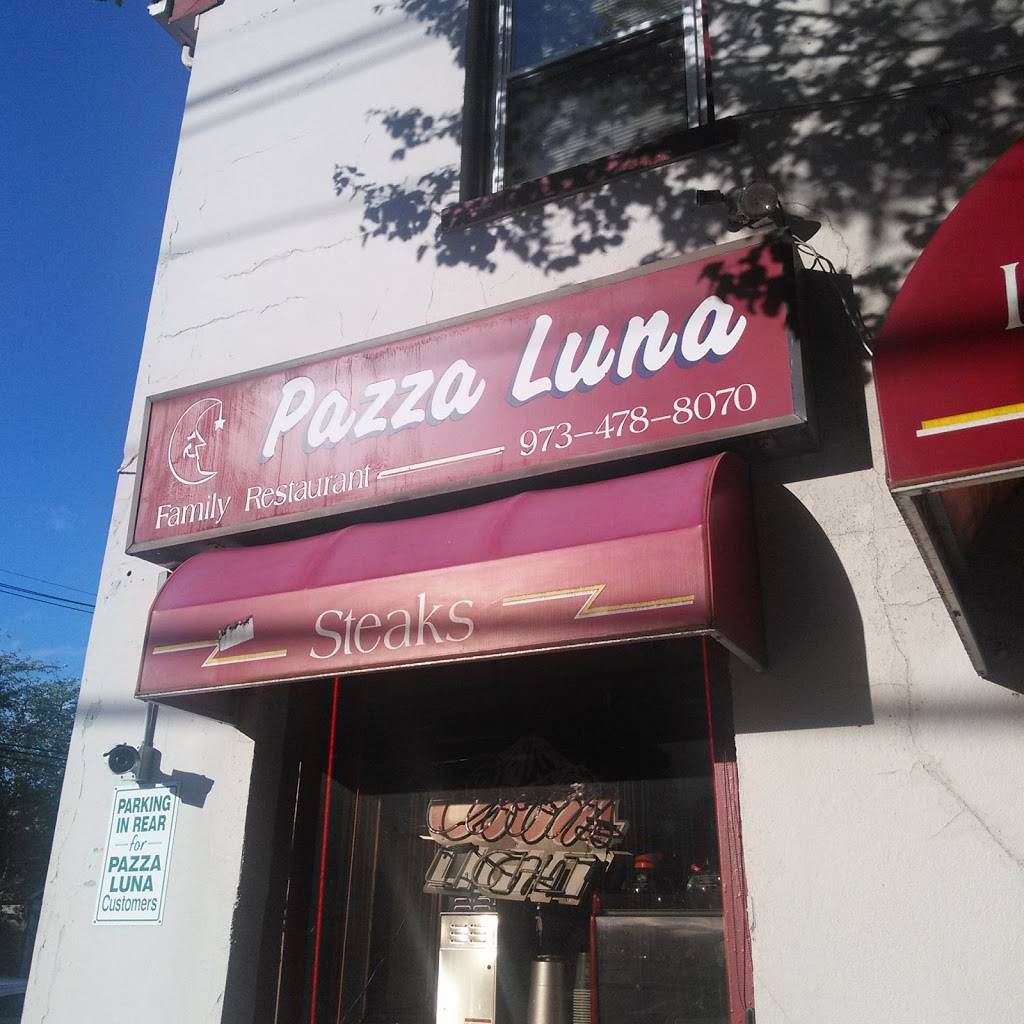 Pazza Luna
Family Restaurant 973-478-8070
Steaks
PARKING
IN REAR
for
PAZZA
LUNA
Customers